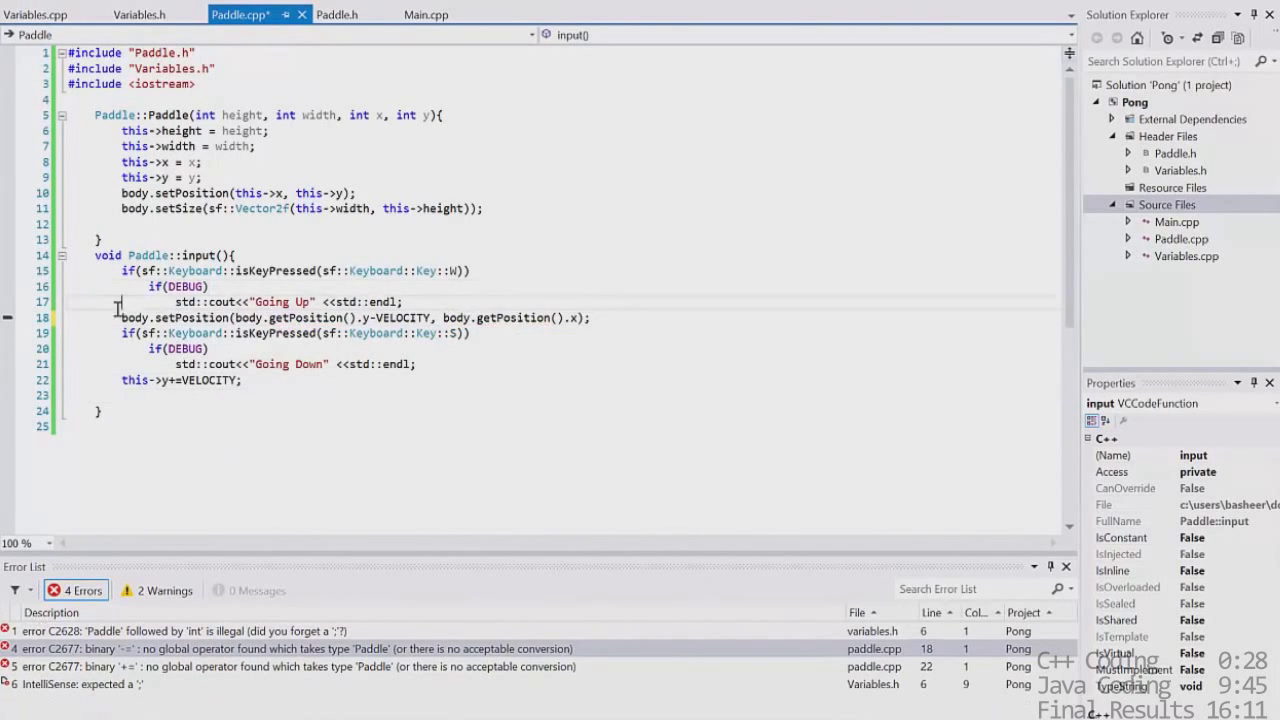 Variables.cpp Variables.h Paddle.cpp* Paddle.h Main.cpp
Paddle input()
1 #include "Paddle.h"
2 #include "Variables.h"
3 #include <iostream>
4
5 Paddle::Paddle(int height, int width, int x, int y){
6 this->height = height;
7 this->width = width;
8 this->x = x;
9 this->y = y;
10 body.setPosition(this->x, this->y);
11 body.setSize(sf::Vector2f(this->width, this->height));
12
13 }
14 void Paddle::input(){
15 if(sf::Keyboard::isKeyPressed(sf::Keyboard::Key::W))
16 if(DEBUG)
17 std::cout<<"Going Up" <<std::endl;
18 body.setPosition(body.getPosition().y-VELOCITY, body.getPosition().x);
19 if(sf::Keyboard::isKeyPressed(sf::Keyboard::Key::S))
20 if(DEBUG)
21 std::cout<<"Going Down" <<std::endl;
22 this->y+=VELOCITY;
23
24 }
25
100 %
Solution Explorer
Search Solution Explorer (Ctrl+;)
Solution 'Pong' (1 project)
Pong
External Dependencies
Header Files
Paddle.h
Variables.h
Resource Files
Source Files
Main.cpp
Paddle.cpp
Variables.cpp
Properties
input VCCodeFunction
C++
(Name) input
Access private
CanOverride False
File c:\users\basheer\do
FullName Paddle::input
IsConstant False
IsInjected False
IsInline False
IsOverloaded False
IsSealed False
IsShared False
IsTemplate False
IsVirtual False
MustImplement False
TypeString void
C++
Error List
4 Errors 2 Warnings 0 Messages Search Error List
Description File Line Col... Project
1 error C2628: 'Paddle' followed by 'int' is illegal (did you forget a ';'?) variables.h 6 1 Pong
4 error C2677: binary '-=' : no global operator found which takes type 'Paddle' (or there is no acceptable conversion) paddle.cpp 18 1 Pong
5 error C2677: binary '+=' : no global operator found which takes type 'Paddle' (or there is no acceptable conversion) paddle.cpp 22 1 Pong
6 IntelliSense: expected a ';' Variables.h 6 9 Pong
C++ Coding 0:28
Java Coding 9:45
Final Results 16:11